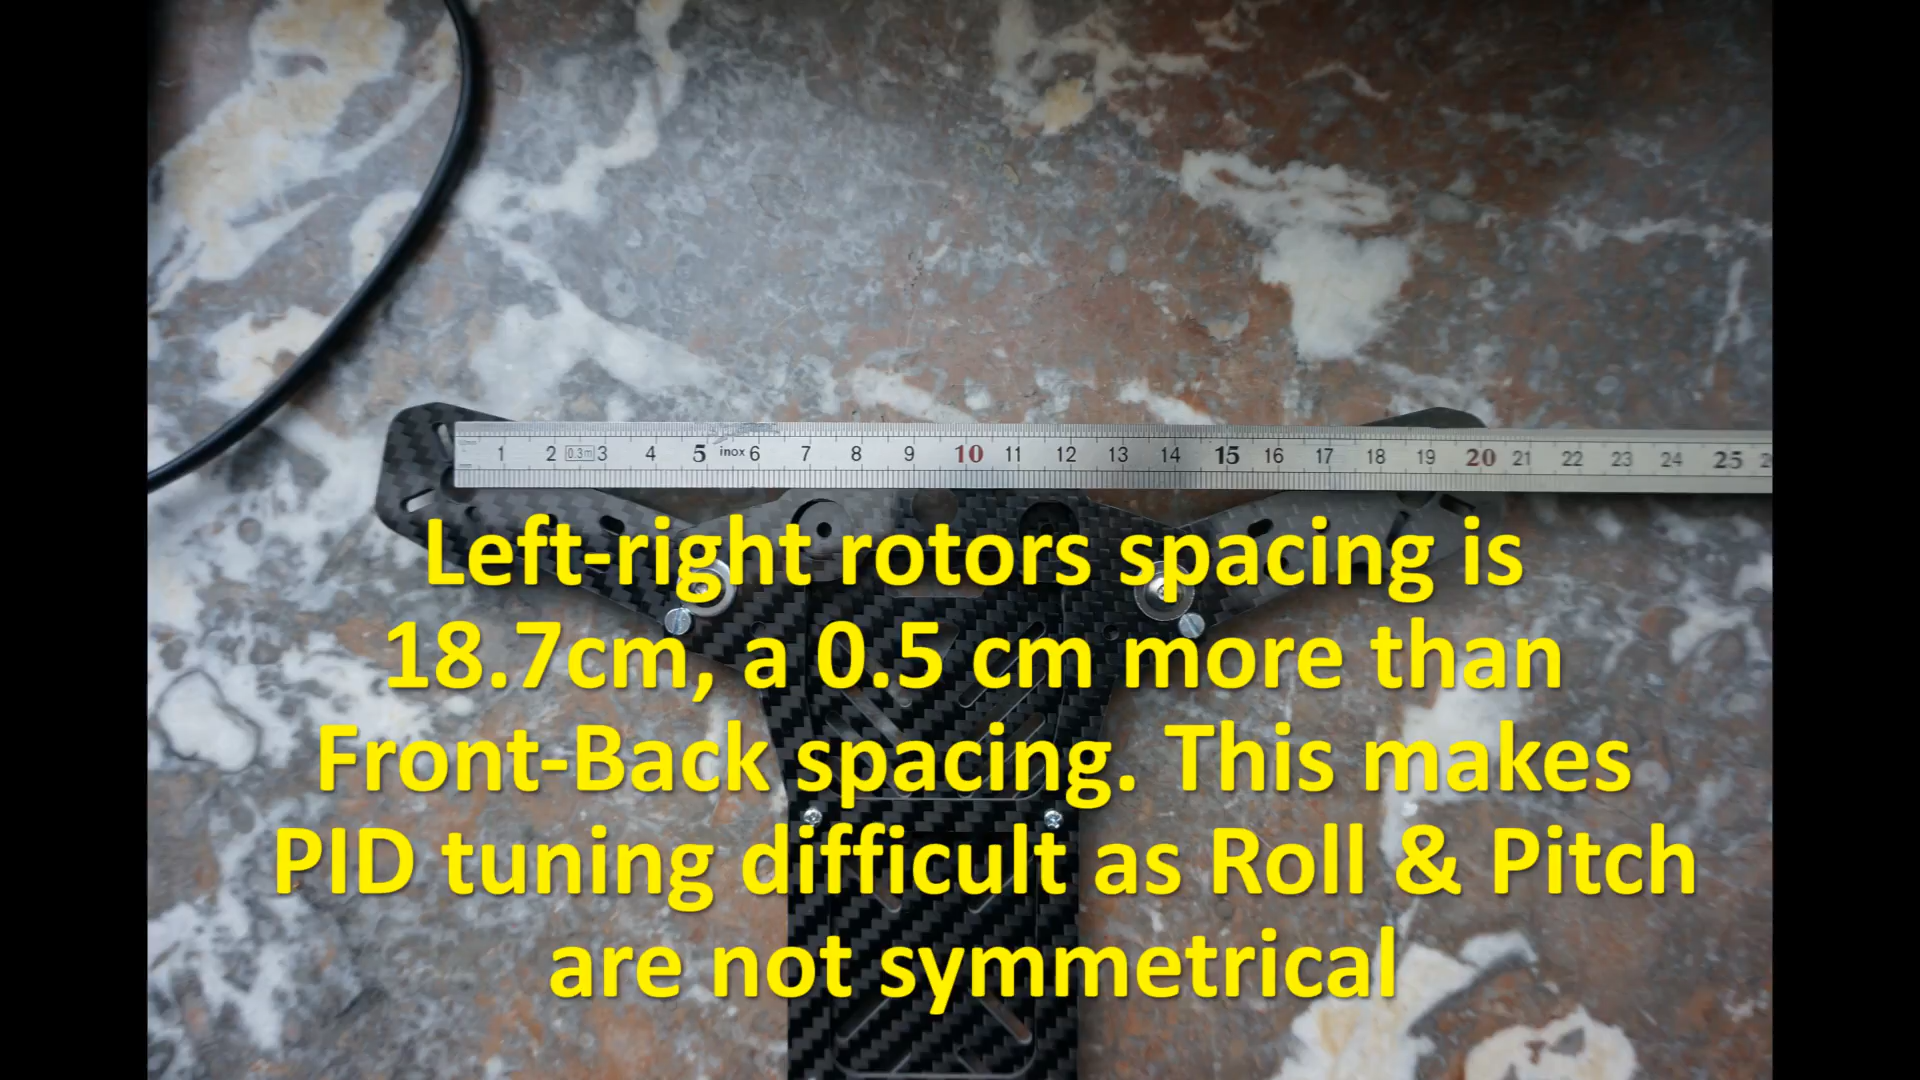 1 2 0.3m 3 4 5 inox 6 7 8 9 10 11 12 13 14 15 16 17 18 19 20 21 22 23 24 25 2
Left-right rotors spacing is
18.7cm, a 0.5 cm more than
Front-Back spacing. This makes
PID tuning difficult as Roll & Pitch
are not symmetrical